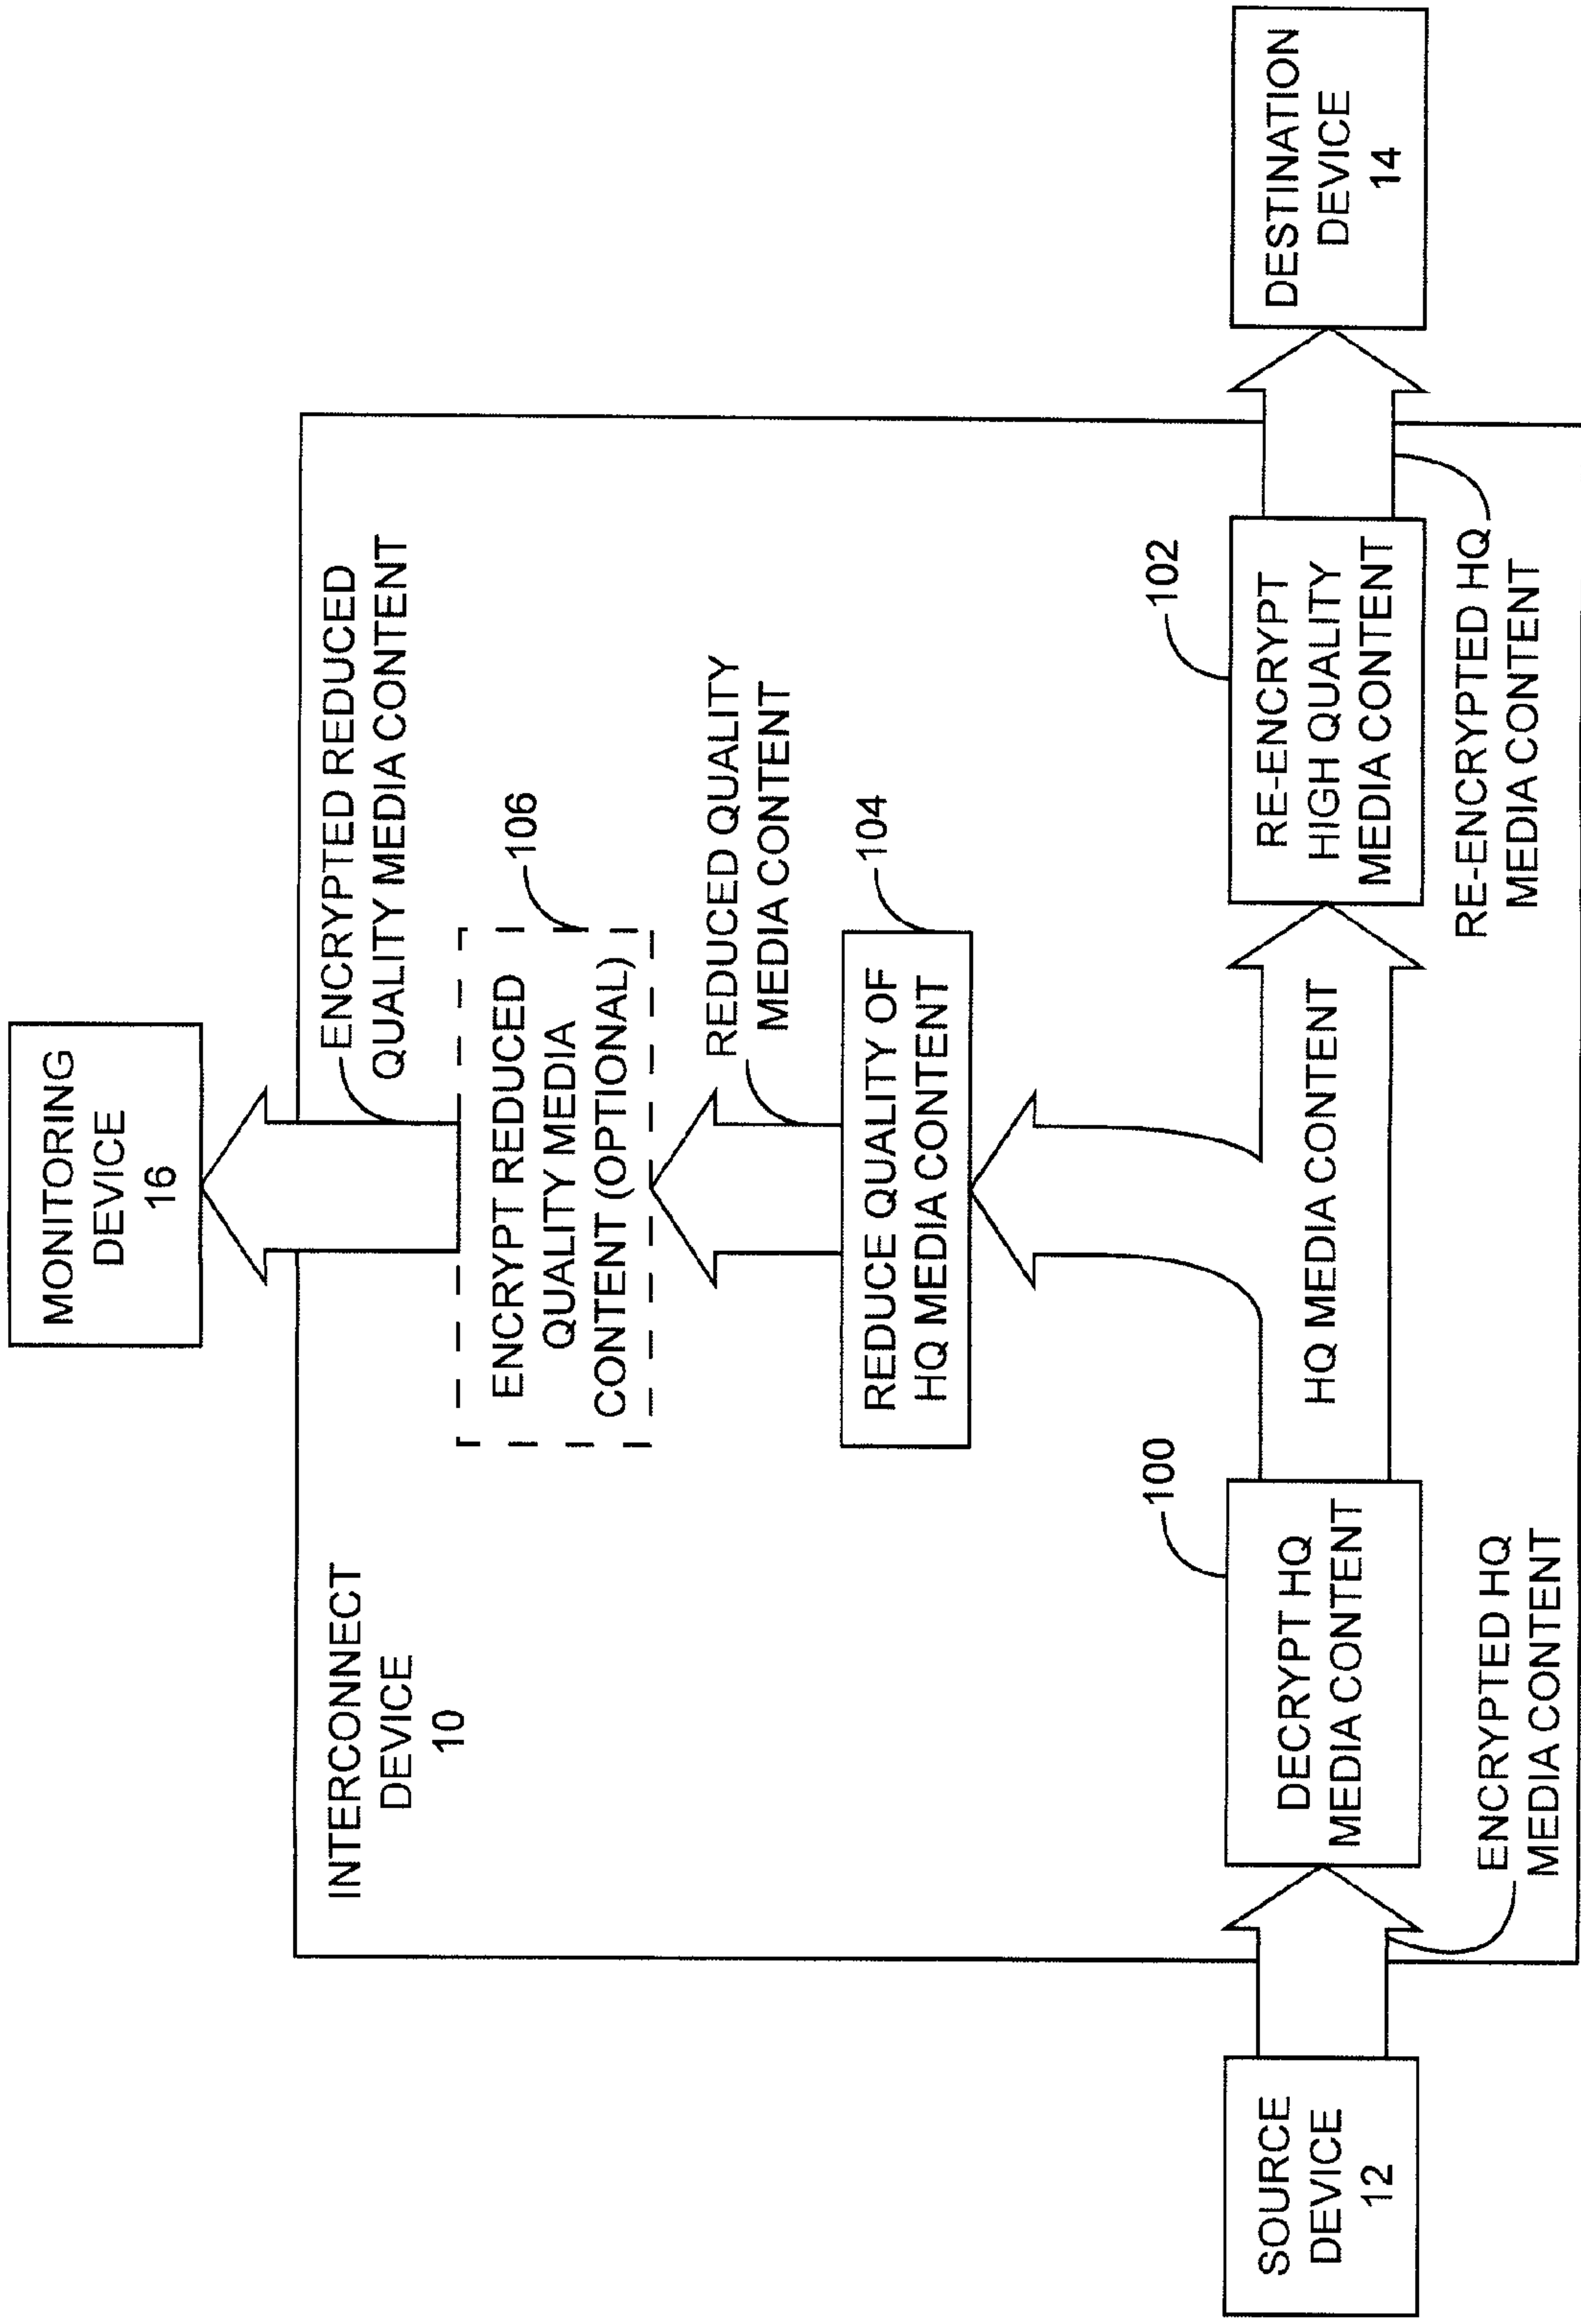 MONITORING
DEVICE
16
INTERCONNECT
DEVICE
10
ENCRYPTED REDUCED
QUALITY MEDIA CONTENT
ENCRYPT REDUCED
QUALITY MEDIA
CONTENT (OPTIONAL)
106
REDUCED QUALITY
MEDIA CONTENT
REDUCE QUALITY OF
HQ MEDIA CONTENT
104
SOURCE
DEVICE
12
ENCRYPTED HQ
MEDIA CONTENT
DECRYPT HQ
MEDIA CONTENT
100
HQ MEDIA CONTENT
RE-ENCRYPT
HIGH QUALITY
MEDIA CONTENT
102
RE-ENCRYPTED HQ
MEDIA CONTENT
DESTINATION
DEVICE
14